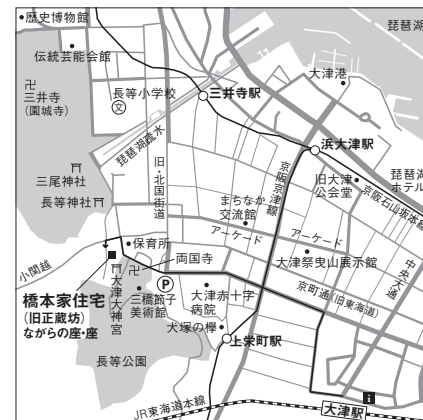 歴史博物館
伝統芸能会館
卍
三井寺
(園城寺)
長等小学校
文
三井寺駅
琵琶湖
大津港
浜大津駅
琵琶湖
ホテル
琵琶湖疏水
旧・北国街道
三尾神社
長等神社
京阪京津線
旧大津
公会堂
京阪石山坂本線
まちなか
交流館
アーケード
アーケード
中央大通
保育所
卍
両国寺
大津祭曳山展示館
小関越
橋本家住宅
(旧正蔵坊)
ながらの座・座
大津大神宮
三橋節子
美術館
P
大津赤十字
病院
京町通(旧東海道)
犬塚の欅
上栄町駅
長等公園
JR東海道本線
大津駅
i